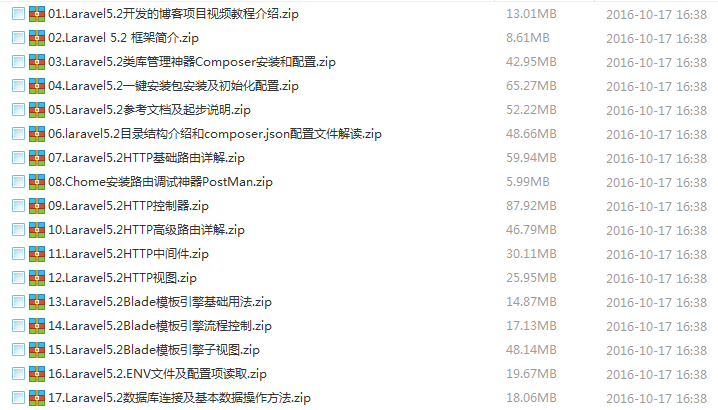 01.Laravel5.2开发的博客项目视频教程介绍.zip 13.01MB 2016-10-17 16:38
02.Laravel 5.2 框架简介.zip 8.61MB 2016-10-17 16:38
03.Laravel5.2类库管理神器Composer安装和配置.zip 42.95MB 2016-10-17 16:38
04.Laravel5.2一键安装包安装及初始化配置.zip 65.27MB 2016-10-17 16:38
05.Laravel5.2参考文档及起步说明.zip 52.22MB 2016-10-17 16:38
06.laravel5.2目录结构介绍和composer.json配置文件解读.zip 48.66MB 2016-10-17 16:38
07.Laravel5.2HTTP基础路由详解.zip 59.94MB 2016-10-17 16:38
08.Chome安装路由调试神器PostMan.zip 5.99MB 2016-10-17 16:38
09.Laravel5.2HTTP控制器.zip 87.92MB 2016-10-17 16:38
10.Laravel5.2HTTP高级路由详解.zip 46.79MB 2016-10-17 16:38
11.Laravel5.2HTTP中间件.zip 30.11MB 2016-10-17 16:38
12.Laravel5.2HTTP视图.zip 25.95MB 2016-10-17 16:38
13.Laravel5.2Blade模板引擎基础用法.zip 14.87MB 2016-10-17 16:38
14.Laravel5.2Blade模板引擎流程控制.zip 17.13MB 2016-10-17 16:38
15.Laravel5.2Blade模板引擎子视图.zip 48.14MB 2016-10-17 16:38
16.Laravel5.2.ENV文件及配置项读取.zip 19.67MB 2016-10-17 16:38
17.Laravel5.2数据库连接及基本数据操作方法.zip 18.06MB 2016-10-17 16:38